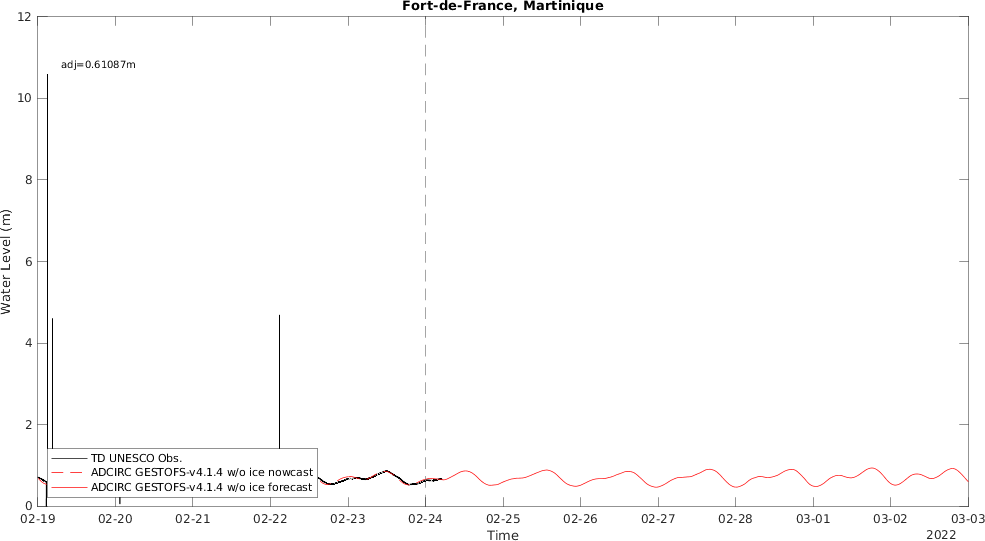 Fort-de-France, Martinique
12
adj=0.61087m
10
8
6
4
2
0
Water Level (m)
TD UNESCO Obs.
ADCIRC GESTOFS-v4.1.4 w/o ice nowcast
ADCIRC GESTOFS-v4.1.4 w/o ice forecast
02-19 02-20 02-21 02-22 02-23 02-24 02-25 02-26 02-27 02-28 03-01 03-02 03-03
Time
2022